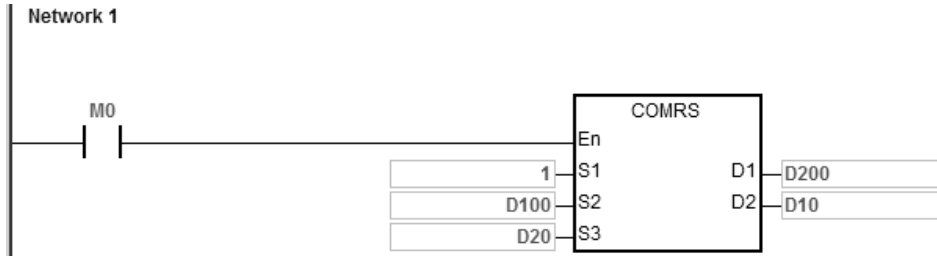 Network 1
M0
COMRS
En
1 S1 D1 D200
D100 S2 D2 D10
D20 S3